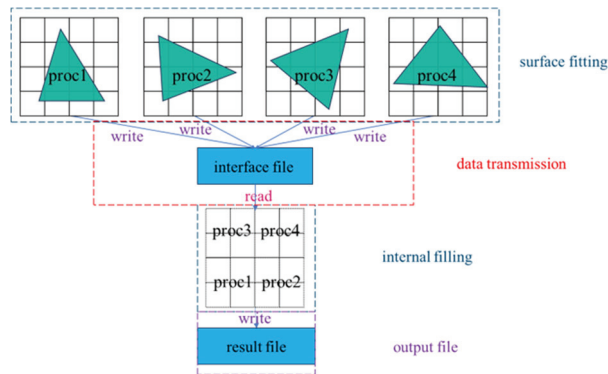 proc1 proc2 proc3 proc4
surface fitting
write write write write
interface file
data transmission
read
proc3 proc4
internal filling
proc1 proc2
write
result file
output file